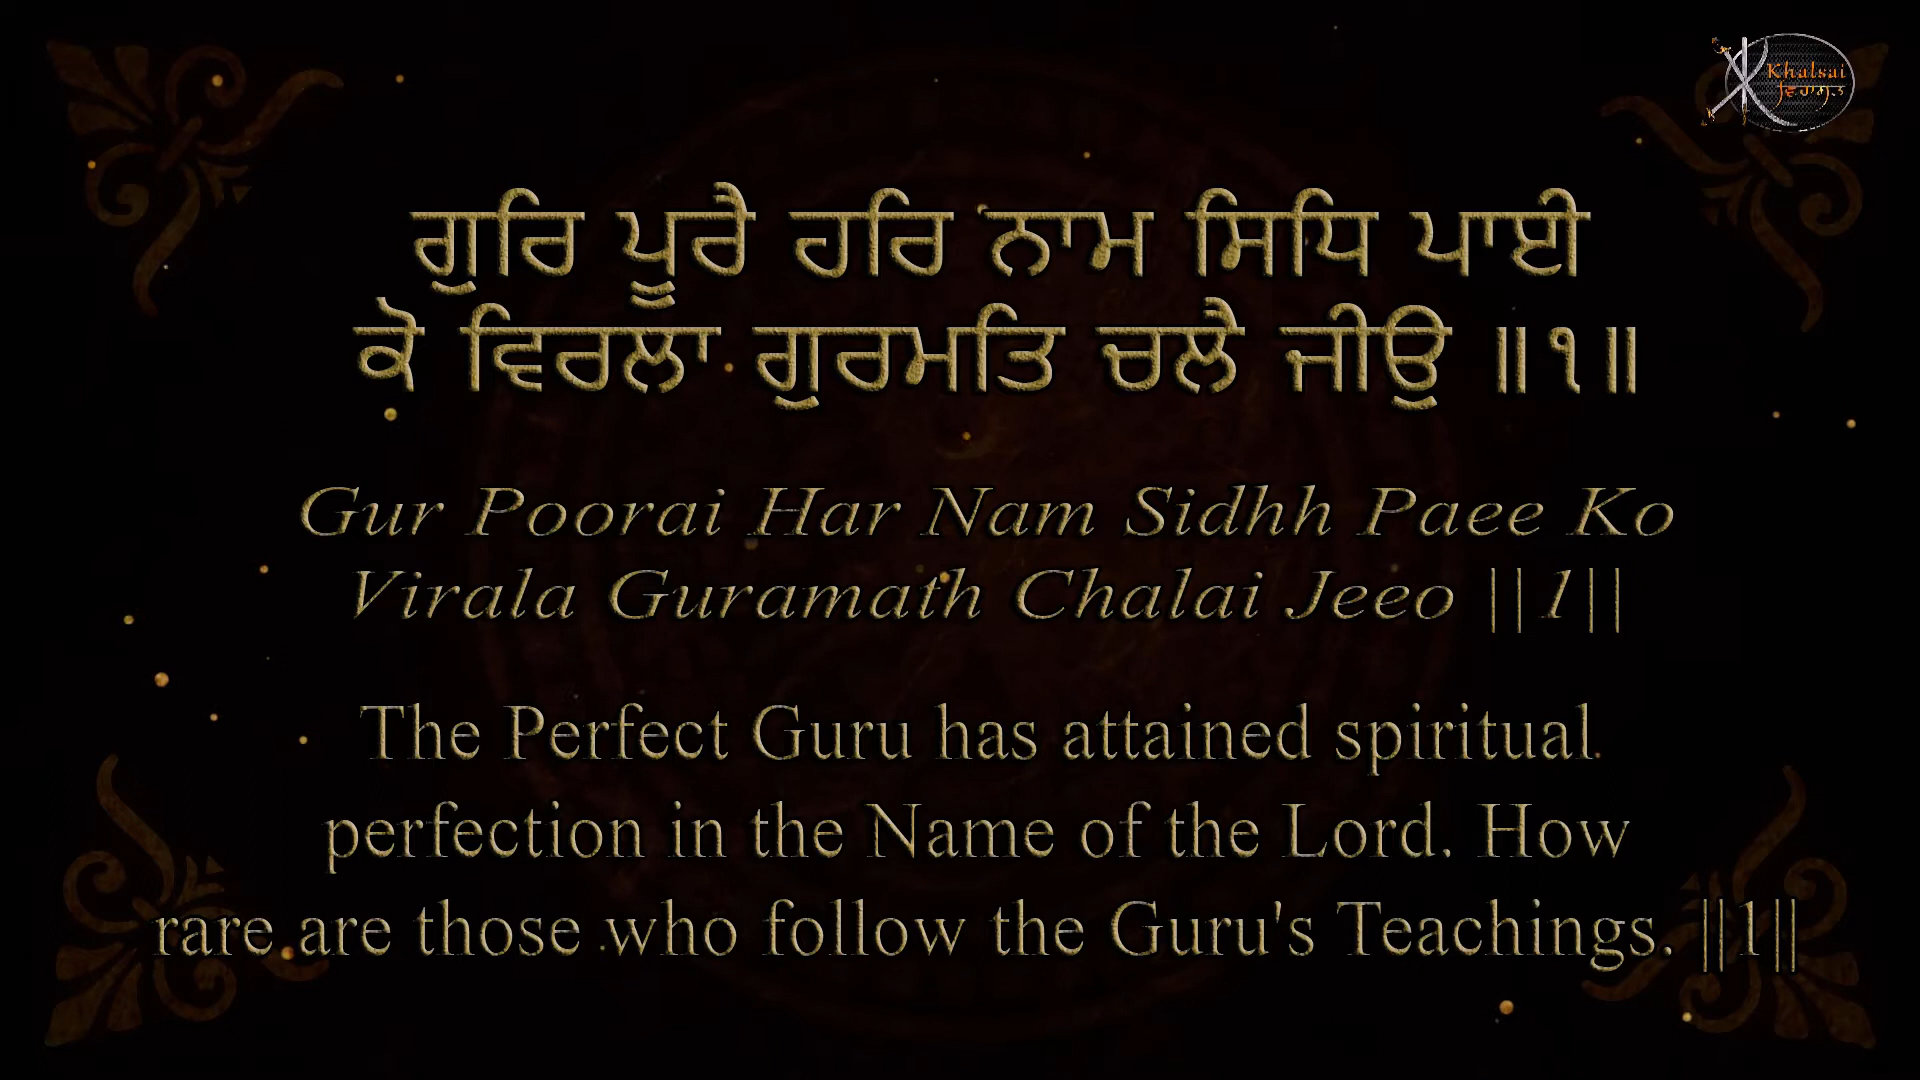 Khalsai
ਵਿਰਾਸਤ
ਗੁਰਿ ਪੂਰੈ ਹਰਿ ਨਾਮ ਸਿਧਿ ਪਾਈ
ਕੋ ਵਿਰਲਾ ਗੁਰਮਤਿ ਚਲੈ ਜੀਉ ॥੧॥
Gur Poorai Har Nam Sidhh Paee Ko
Virala Guramath Chalai Jeeo ||1||
The Perfect Guru has attained spiritual
perfection in the Name of the Lord. How
rare are those who follow the Guru's Teachings. ||1||